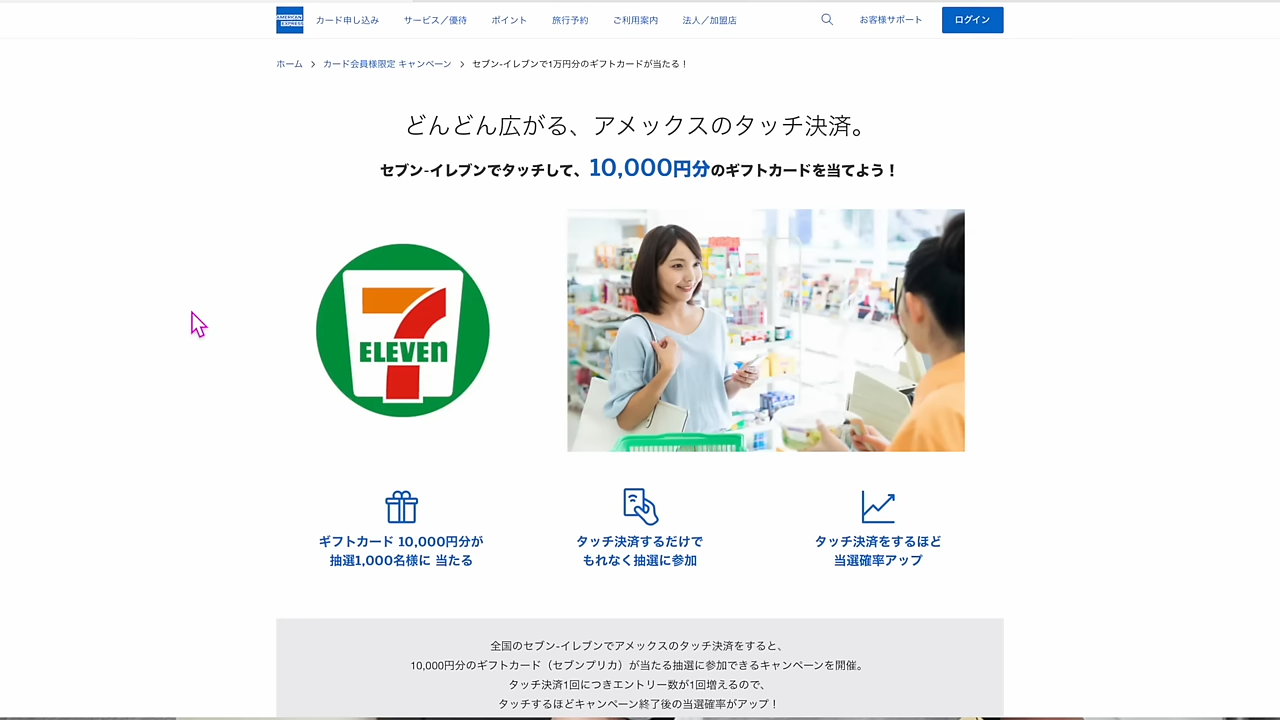 AMERICAN EXPRESS
カード申し込み サービス／優待 ポイント 旅行予約 ご利用案内 法人／加盟店 お客様サポート ログイン
ホーム カード会員様限定 キャンペーン セブン-イレブンで1万円分のギフトカードが当たる！
どんどん広がる、アメックスのタッチ決済。
セブン-イレブンでタッチして、10,000円分のギフトカードを当てよう！
7
ELEVEn
ギフトカード 10,000円分が
抽選1,000名様に 当たる
タッチ決済するだけで
もれなく抽選に参加
タッチ決済をするほど
当選確率アップ
全国のセブン-イレブンでアメックスのタッチ決済をすると、
10,000円分のギフトカード（セブンプリカ）が当たる抽選に参加できるキャンペーンを開催。
タッチ決済1回につきエントリー数が1回増えるので、
タッチするほどキャンペーン終了後の当選確率がアップ！